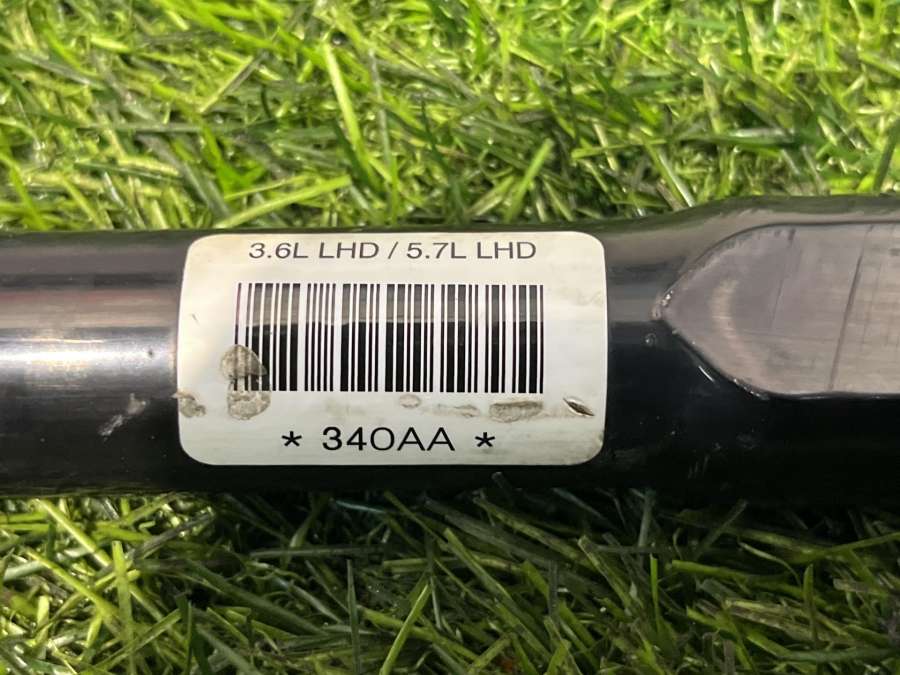 3.6L LHD / 5.7L LHD
* 340AA *